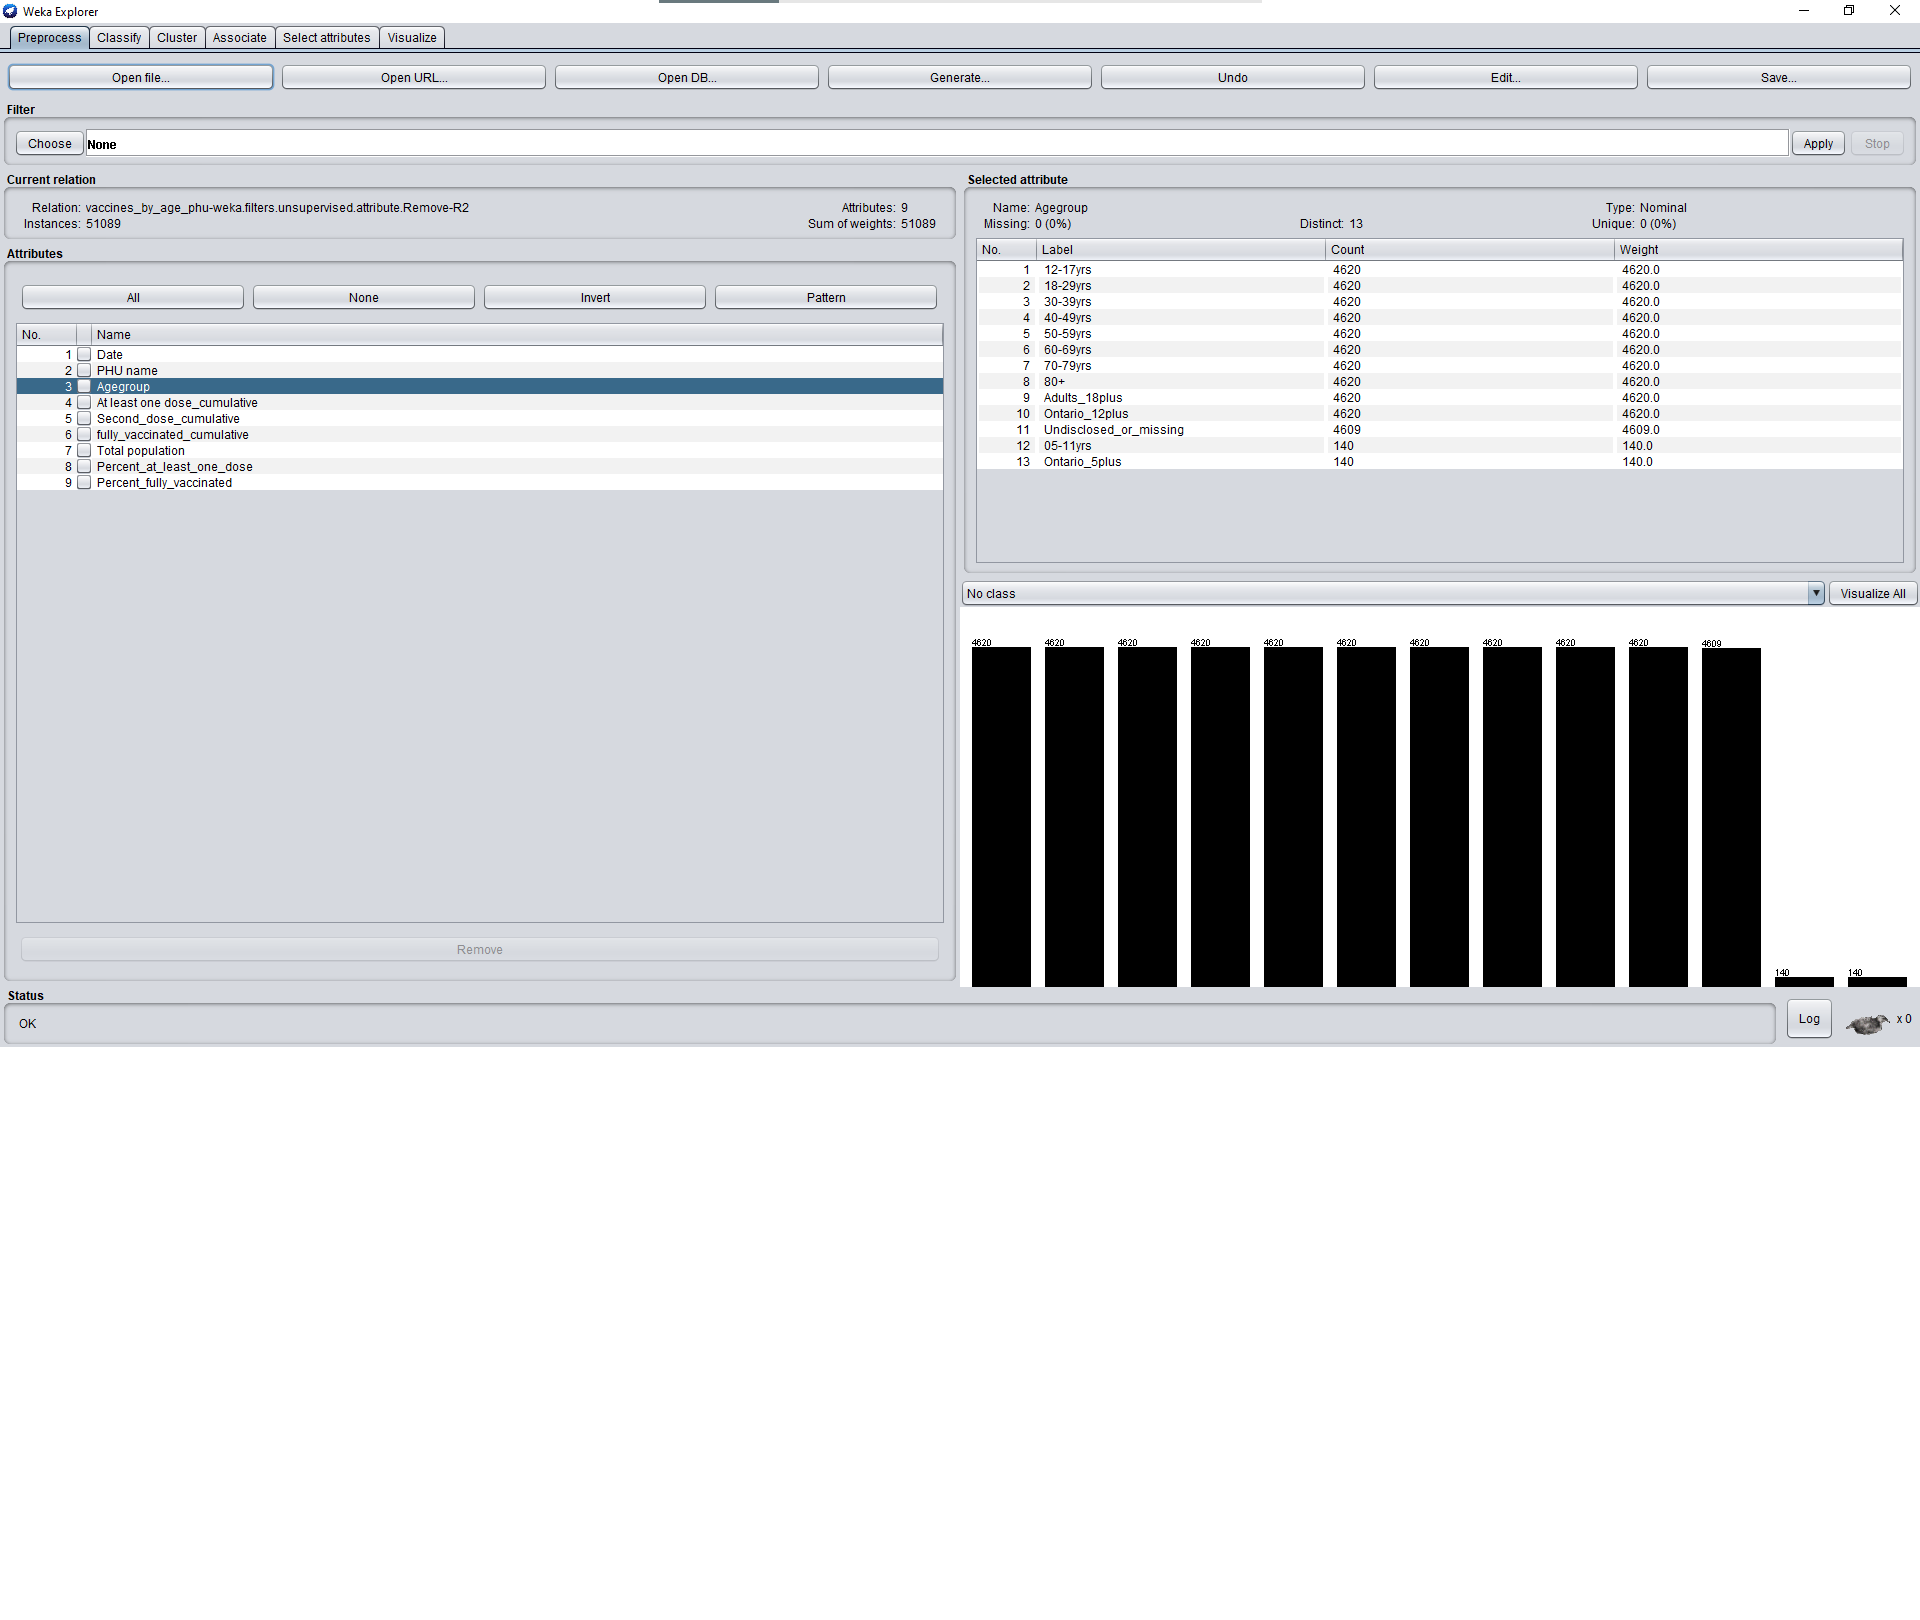 Weka Explorer
Preprocess Classify Cluster Associate Select attributes Visualize
Open file... Open URL... Open DB... Generate... Undo Edit... Save...
Filter
Choose None Apply Stop
Current relation
Relation: vaccines_by_age_phu-weka.filters.unsupervised.attribute.Remove-R2 Attributes: 9
Instances: 51089 Sum of weights: 51089
Attributes
All None Invert Pattern
No. Name
1 Date
2 PHU name
3 Agegroup
4 At least one dose_cumulative
5 Second_dose_cumulative
6 fully_vaccinated_cumulative
7 Total population
8 Percent_at_least_one_dose
9 Percent_fully_vaccinated
Remove
Selected attribute
Name: Agegroup Type: Nominal
Missing: 0 (0%) Distinct: 13 Unique: 0 (0%)
No. Label Count Weight
1 12-17yrs 4620 4620.0
2 18-29yrs 4620 4620.0
3 30-39yrs 4620 4620.0
4 40-49yrs 4620 4620.0
5 50-59yrs 4620 4620.0
6 60-69yrs 4620 4620.0
7 70-79yrs 4620 4620.0
8 80+ 4620 4620.0
9 Adults_18plus 4620 4620.0
10 Ontario_12plus 4620 4620.0
11 Undisclosed_or_missing 4609 4609.0
12 05-11yrs 140 140.0
13 Ontario_5plus 140 140.0
No class Visualize All
4620 4620 4620 4620 4620 4620 4620 4620 4620 4620 4609
140 140
Status
OK
Log x 0